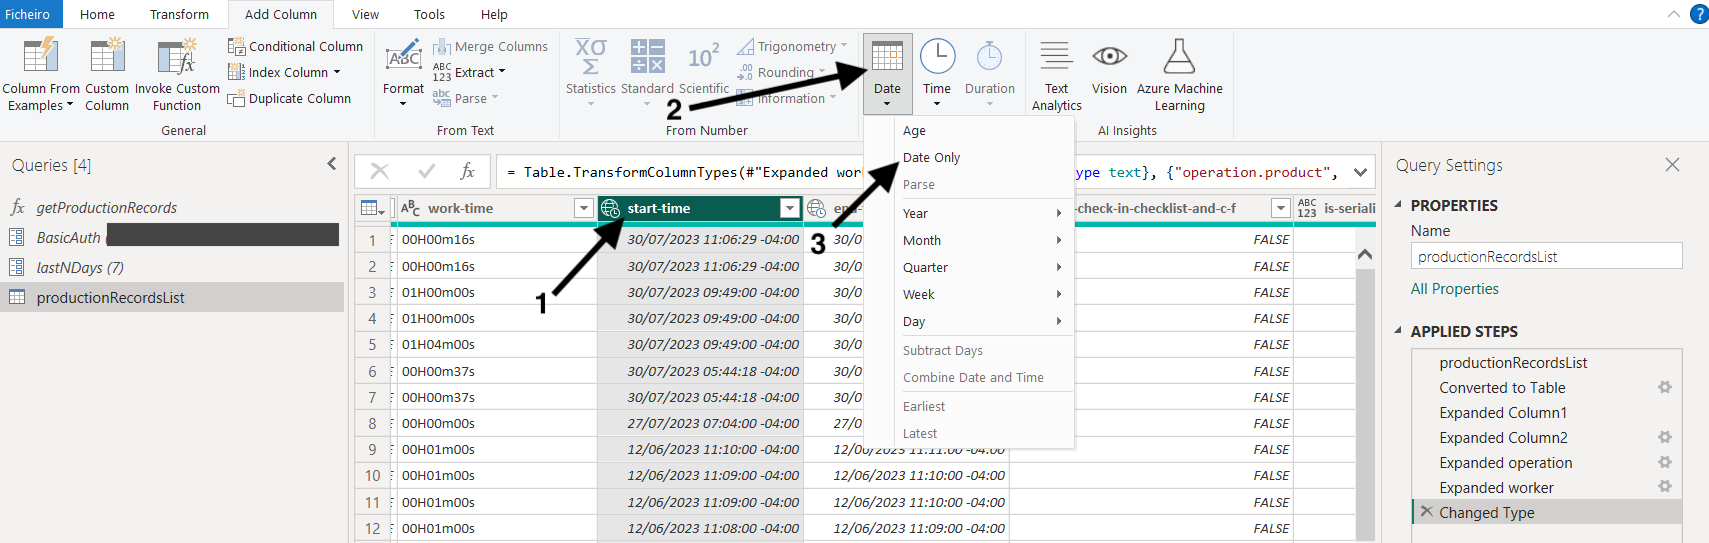 Ficheiro Home Transform Add Column View Tools Help
Column From Examples
Custom Column
Invoke Custom Function
Conditional Column
Index Column
Duplicate Column
General
Format
Merge Columns
Extract
Parse
From Text
Statistics
Standard
Scientific
Trigonometry
Rounding
Information
From Number
Date
Time
Duration
Text Analytics
Vision
Azure Machine Learning
AI Insights
Age
Date Only
Parse
Year
Month
Quarter
Week
Day
Subtract Days
Combine Date and Time
Earliest
Latest
1
2
3
Queries [4]
getProductionRecords
BasicAuth (
lastNDays (7)
productionRecordsList
= Table.TransformColumnTypes(#"Expanded wor ype text}, {"operation.product",
work-time start-time end- -check-in-checklist-and-c-f is-seriali
1 00H00m16s 30/07/2023 11:06:29 -04:00 30/0 FALSE
2 00H00m16s 30/07/2023 11:06:29 -04:00 30/0 FALSE
3 01H00m00s 30/07/2023 09:49:00 -04:00 30/0 FALSE
4 01H00m00s 30/07/2023 09:49:00 -04:00 30/0 FALSE
5 01H04m00s 30/07/2023 09:49:00 -04:00 30/0 FALSE
6 00H00m37s 30/07/2023 05:44:18 -04:00 30/0 FALSE
7 00H00m37s 30/07/2023 05:44:18 -04:00 30/0 FALSE
8 00H00m00s 27/07/2023 07:04:00 -04:00 27/0 FALSE
9 00H01m00s 12/06/2023 11:10:00 -04:00 12/06/2023 11:11:00 -04:00 FALSE
10 00H01m00s 12/06/2023 11:09:00 -04:00 12/06/2023 11:10:00 -04:00 FALSE
11 00H01m00s 12/06/2023 11:09:00 -04:00 12/06/2023 11:10:00 -04:00 FALSE
12 00H01m00s 12/06/2023 11:08:00 -04:00 12/06/2023 11:09:00 -04:00 FALSE
Query Settings
PROPERTIES
Name
productionRecordsList
All Properties
APPLIED STEPS
productionRecordsList
Converted to Table
Expanded Column1
Expanded Column2
Expanded operation
Expanded worker
Changed Type